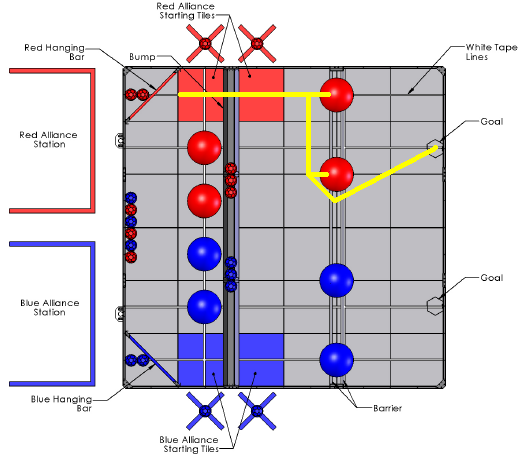 Red Alliance
Starting Tiles
Red Hanging
Bar
Bump
White Tape
Lines
Goal
Red Alliance
Station
Blue Alliance
Station
Goal
Blue Hanging
Bar
Barrier
Blue Alliance
Starting Tiles